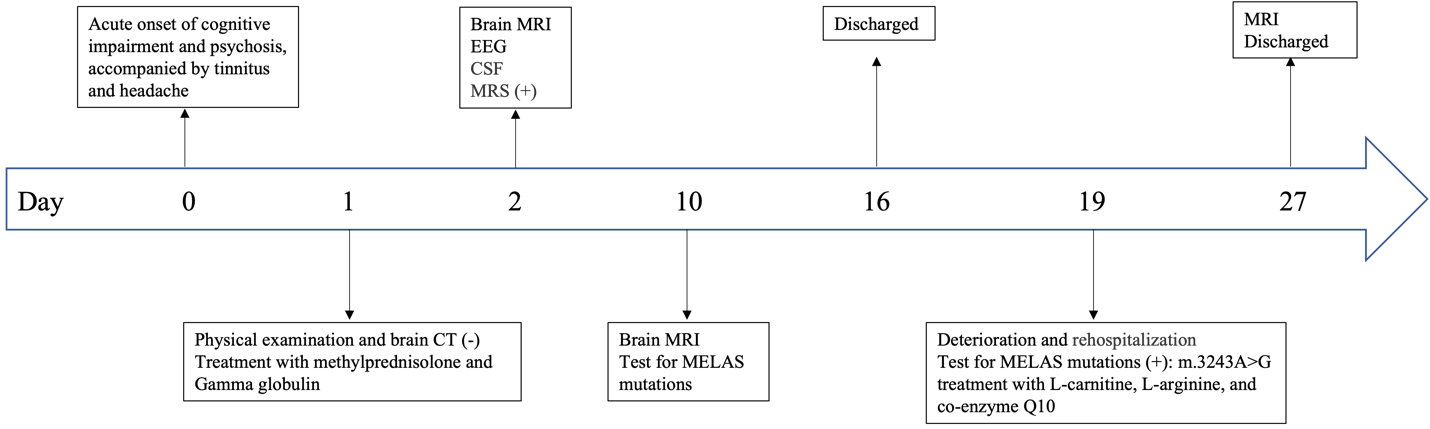 Acute onset of cognitive
impairment and psychosis,
accompanied by tinnitus
and headache
Brain MRI
EEG
CSF
MRS (+)
Discharged
MRI
Discharged
Day 0 1 2 10 16 19 27
Physical examination and brain CT (-)
Treatment with methylprednisolone and
Gamma globulin
Brain MRI
Test for MELAS
mutations
Deterioration and rehospitalization
Test for MELAS mutations (+): m.3243A>G
treatment with L-carnitine, L-arginine, and
co-enzyme Q10